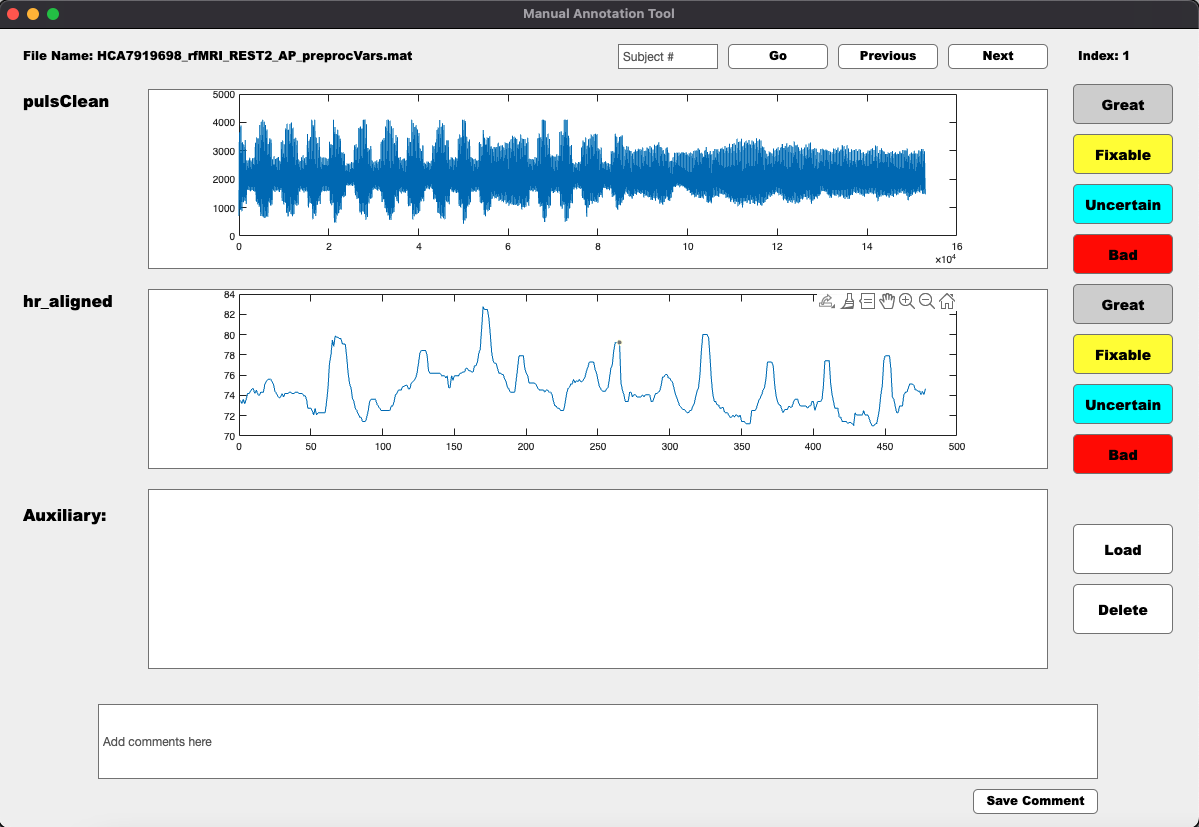 Manual Annotation Tool
File Name: HCA7919698_rfMRI_REST2_AP_preprocVars.mat
Subject #
Go
Previous
Next
Index: 1
pulsClean
5000
4000
3000
2000
1000
0
0 2 4 6 8 10 12 14 16
×10⁴
Great
Fixable
Uncertain
Bad
hr_aligned
84
82
80
78
76
74
72
70
0 50 100 150 200 250 300 350 400 450 500
Great
Fixable
Uncertain
Bad
Auxiliary:
Load
Delete
Add comments here
Save Comment